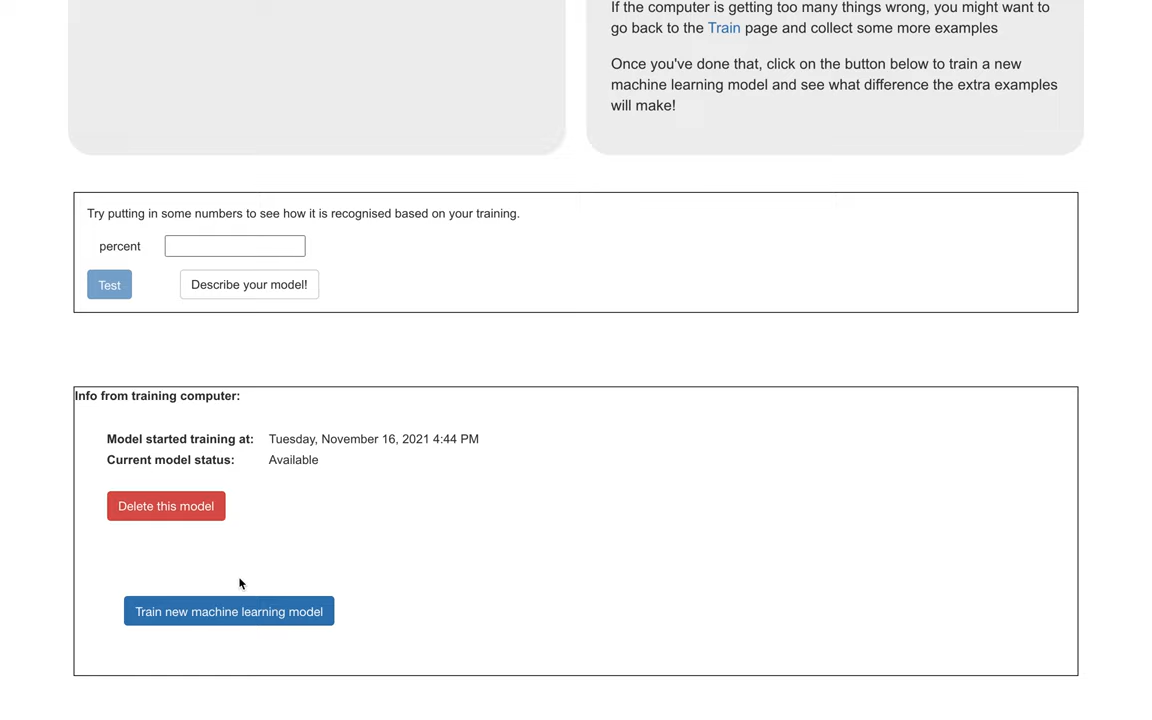 If the computer is getting too many things wrong, you might want to
go back to the Train page and collect some more examples
Once you've done that, click on the button below to train a new
machine learning model and see what difference the extra examples
will make!
Try putting in some numbers to see how it is recognised based on your training.
percent
Test Describe your model!
Info from training computer:
Model started training at: Tuesday, November 16, 2021 4:44 PM
Current model status: Available
Delete this model
Train new machine learning model